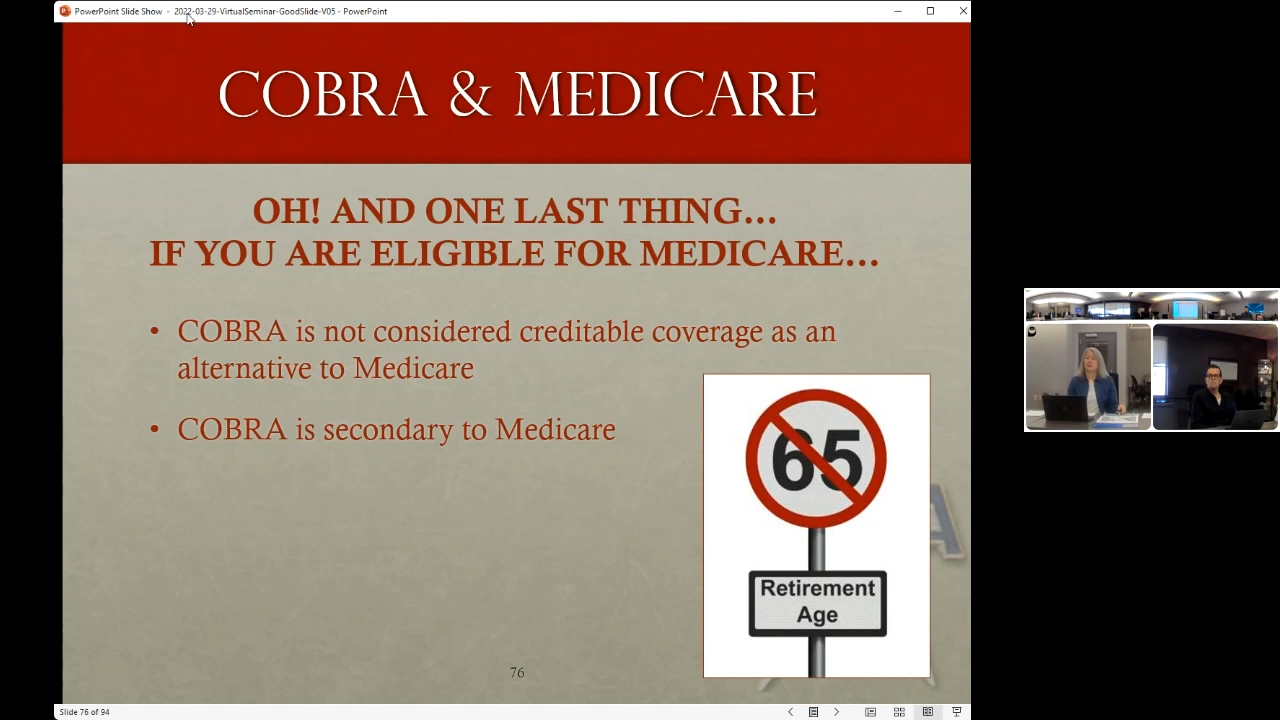 PowerPoint Slide Show - 2022-03-29-VirtualSeminar-GoodSlide-V05 - PowerPoint
COBRA & MEDICARE
OH! AND ONE LAST THING…
IF YOU ARE ELIGIBLE FOR MEDICARE…
• COBRA is not considered creditable coverage as an
alternative to Medicare
• COBRA is secondary to Medicare
65
Retirement
Age
A
76
Slide 76 of 94